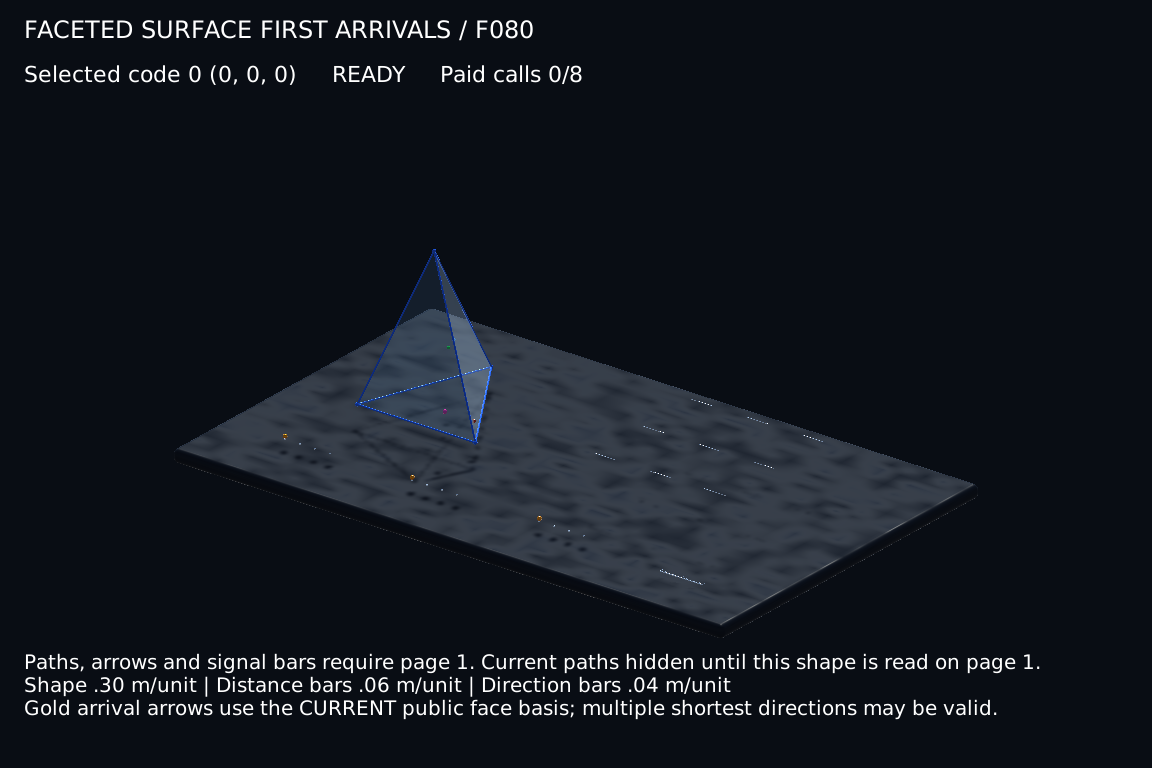 FACETED SURFACE FIRST ARRIVALS / F080
Selected code 0 (0, 0, 0) READY Paid calls 0/8
Paths, arrows and signal bars require page 1. Current paths hidden until this shape is read on page 1.
Shape .30 m/unit | Distance bars .06 m/unit | Direction bars .04 m/unit
Gold arrival arrows use the CURRENT public face basis; multiple shortest directions may be valid.